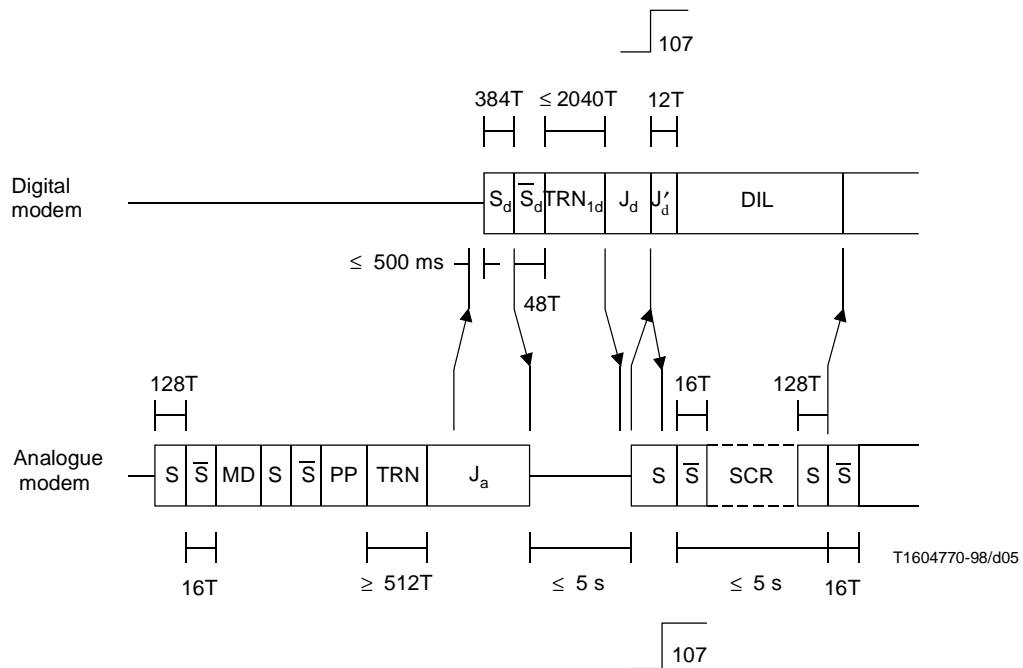 107
384T ≤ 2040T 12T
Digital
modem
S_d S̅_d TRN_1d J_d J′_d DIL
≤ 500 ms
48T
128T 16T 128T
Analogue
modem
S S̅ MD S S̅ PP TRN J_a S S̅ SCR S S̅
T1604770-98/d05
16T ≥ 512T ≤ 5 s ≤ 5 s 16T
107